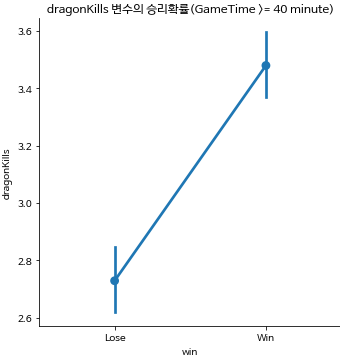 dragonKills 변수의 승리확률(GameTime >= 40 minute)
3.6
3.4
3.2
3.0
2.8
2.6
dragonKills
Lose
Win
win